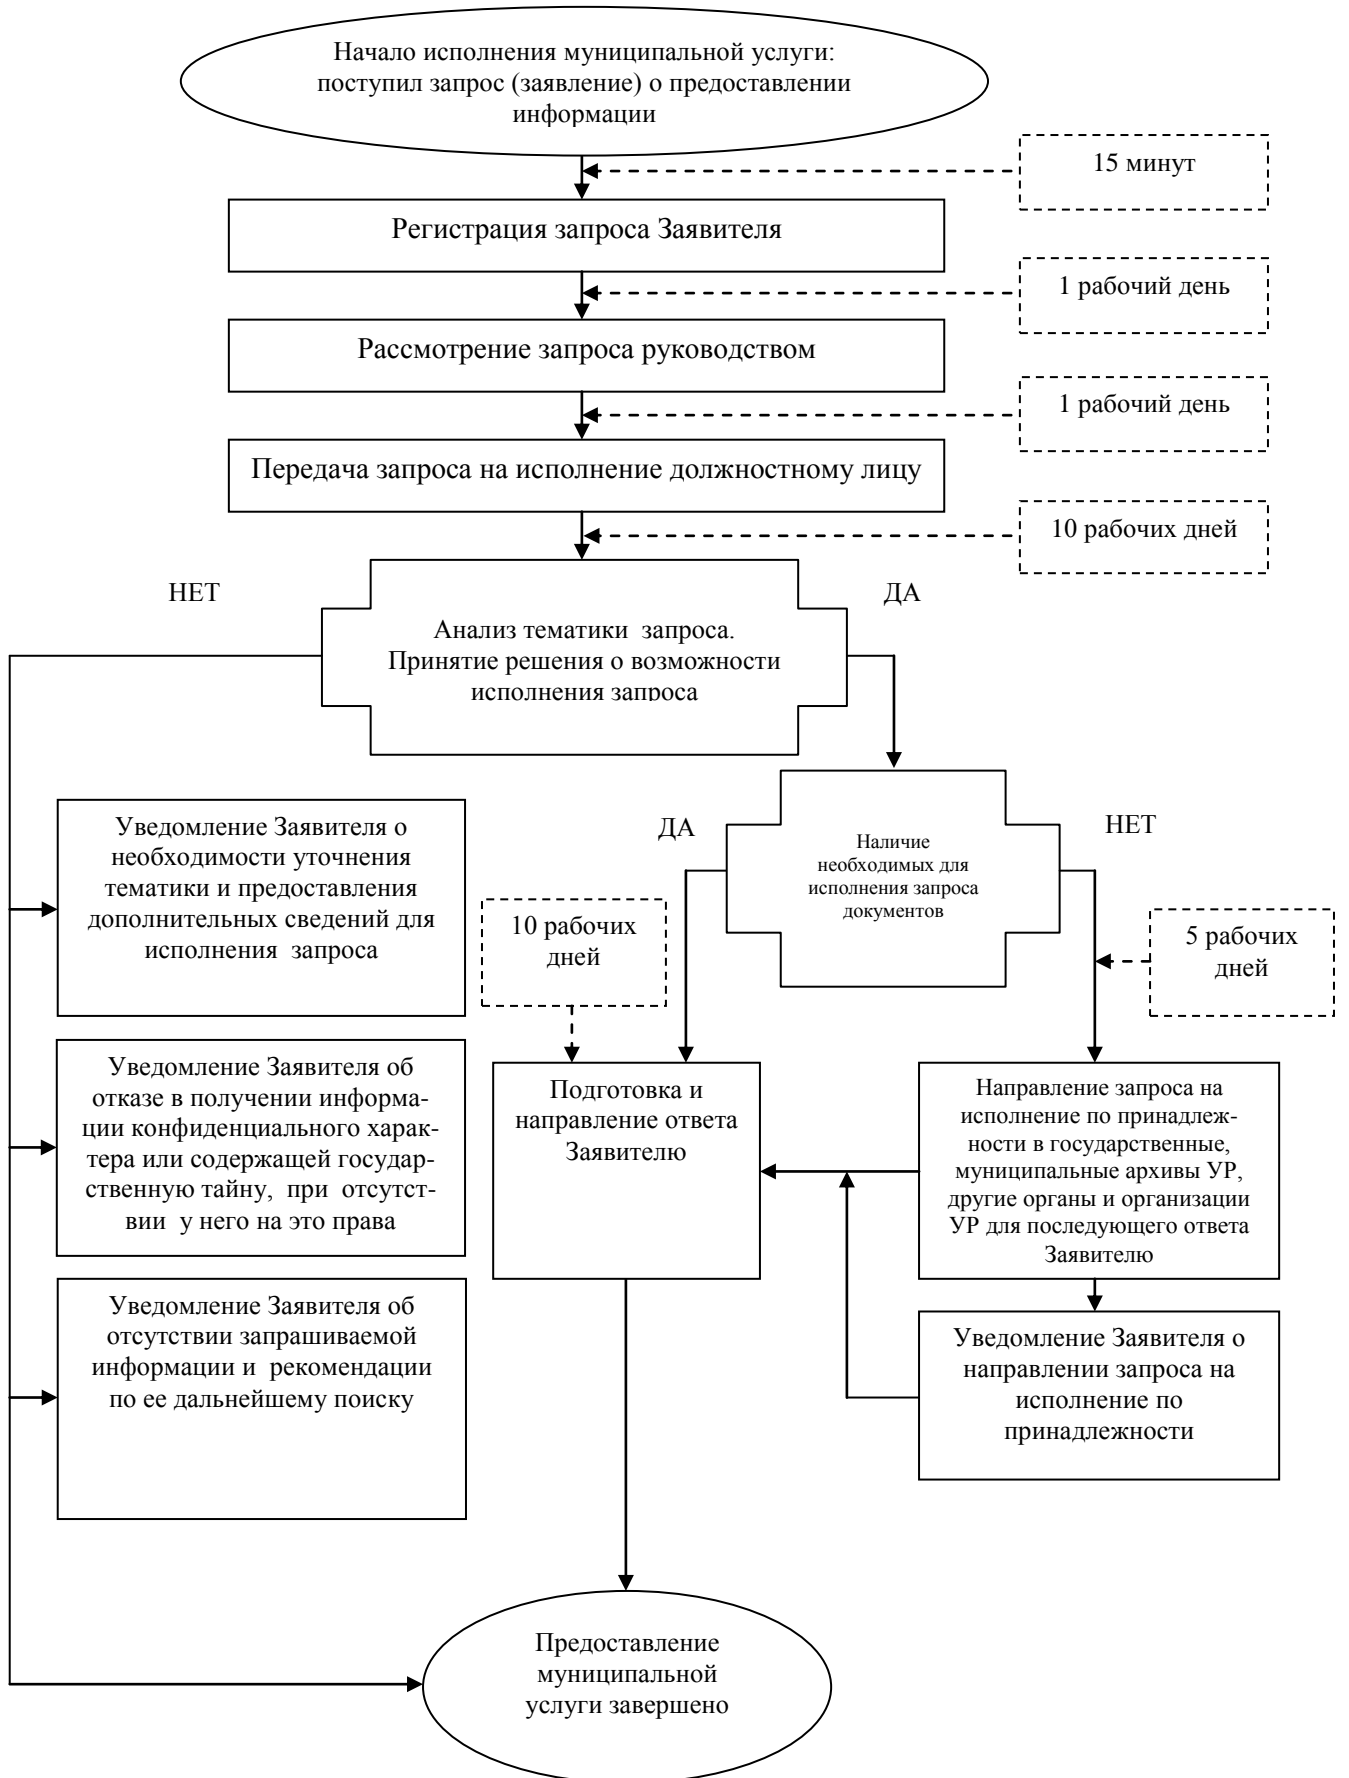 Начало исполнения муниципальной услуги:
поступил запрос (заявление) о предоставлении
информации
15 минут
Регистрация запроса Заявителя
1 рабочий день
Рассмотрение запроса руководством
1 рабочий день
Передача запроса на исполнение должностному лицу
10 рабочих дней
НЕТ
ДА
Анализ тематики запроса.
Принятие решения о возможности
исполнения запроса
Уведомление Заявителя о
необходимости уточнения
тематики и предоставления
дополнительных сведений для
исполнения запроса
ДА
НЕТ
Наличие
необходимых для
исполнения запроса
документов
10 рабочих
дней
5 рабочих
дней
Уведомление Заявителя об
отказе в получении информа-
ции конфиденциального харак-
тера или содержащей государ-
ственную тайну, при отсутст-
вии у него на это права
Подготовка и
направление ответа
Заявителю
Направление запроса на
исполнение по принадлеж-
ности в государственные,
муниципальные архивы УР,
другие органы и организации
УР для последующего ответа
Заявителю
Уведомление Заявителя об
отсутствии запрашиваемой
информации и рекомендации
по ее дальнейшему поиску
Уведомление Заявителя о
направлении запроса на
исполнение по
принадлежности
Предоставление
муниципальной
услуги завершено